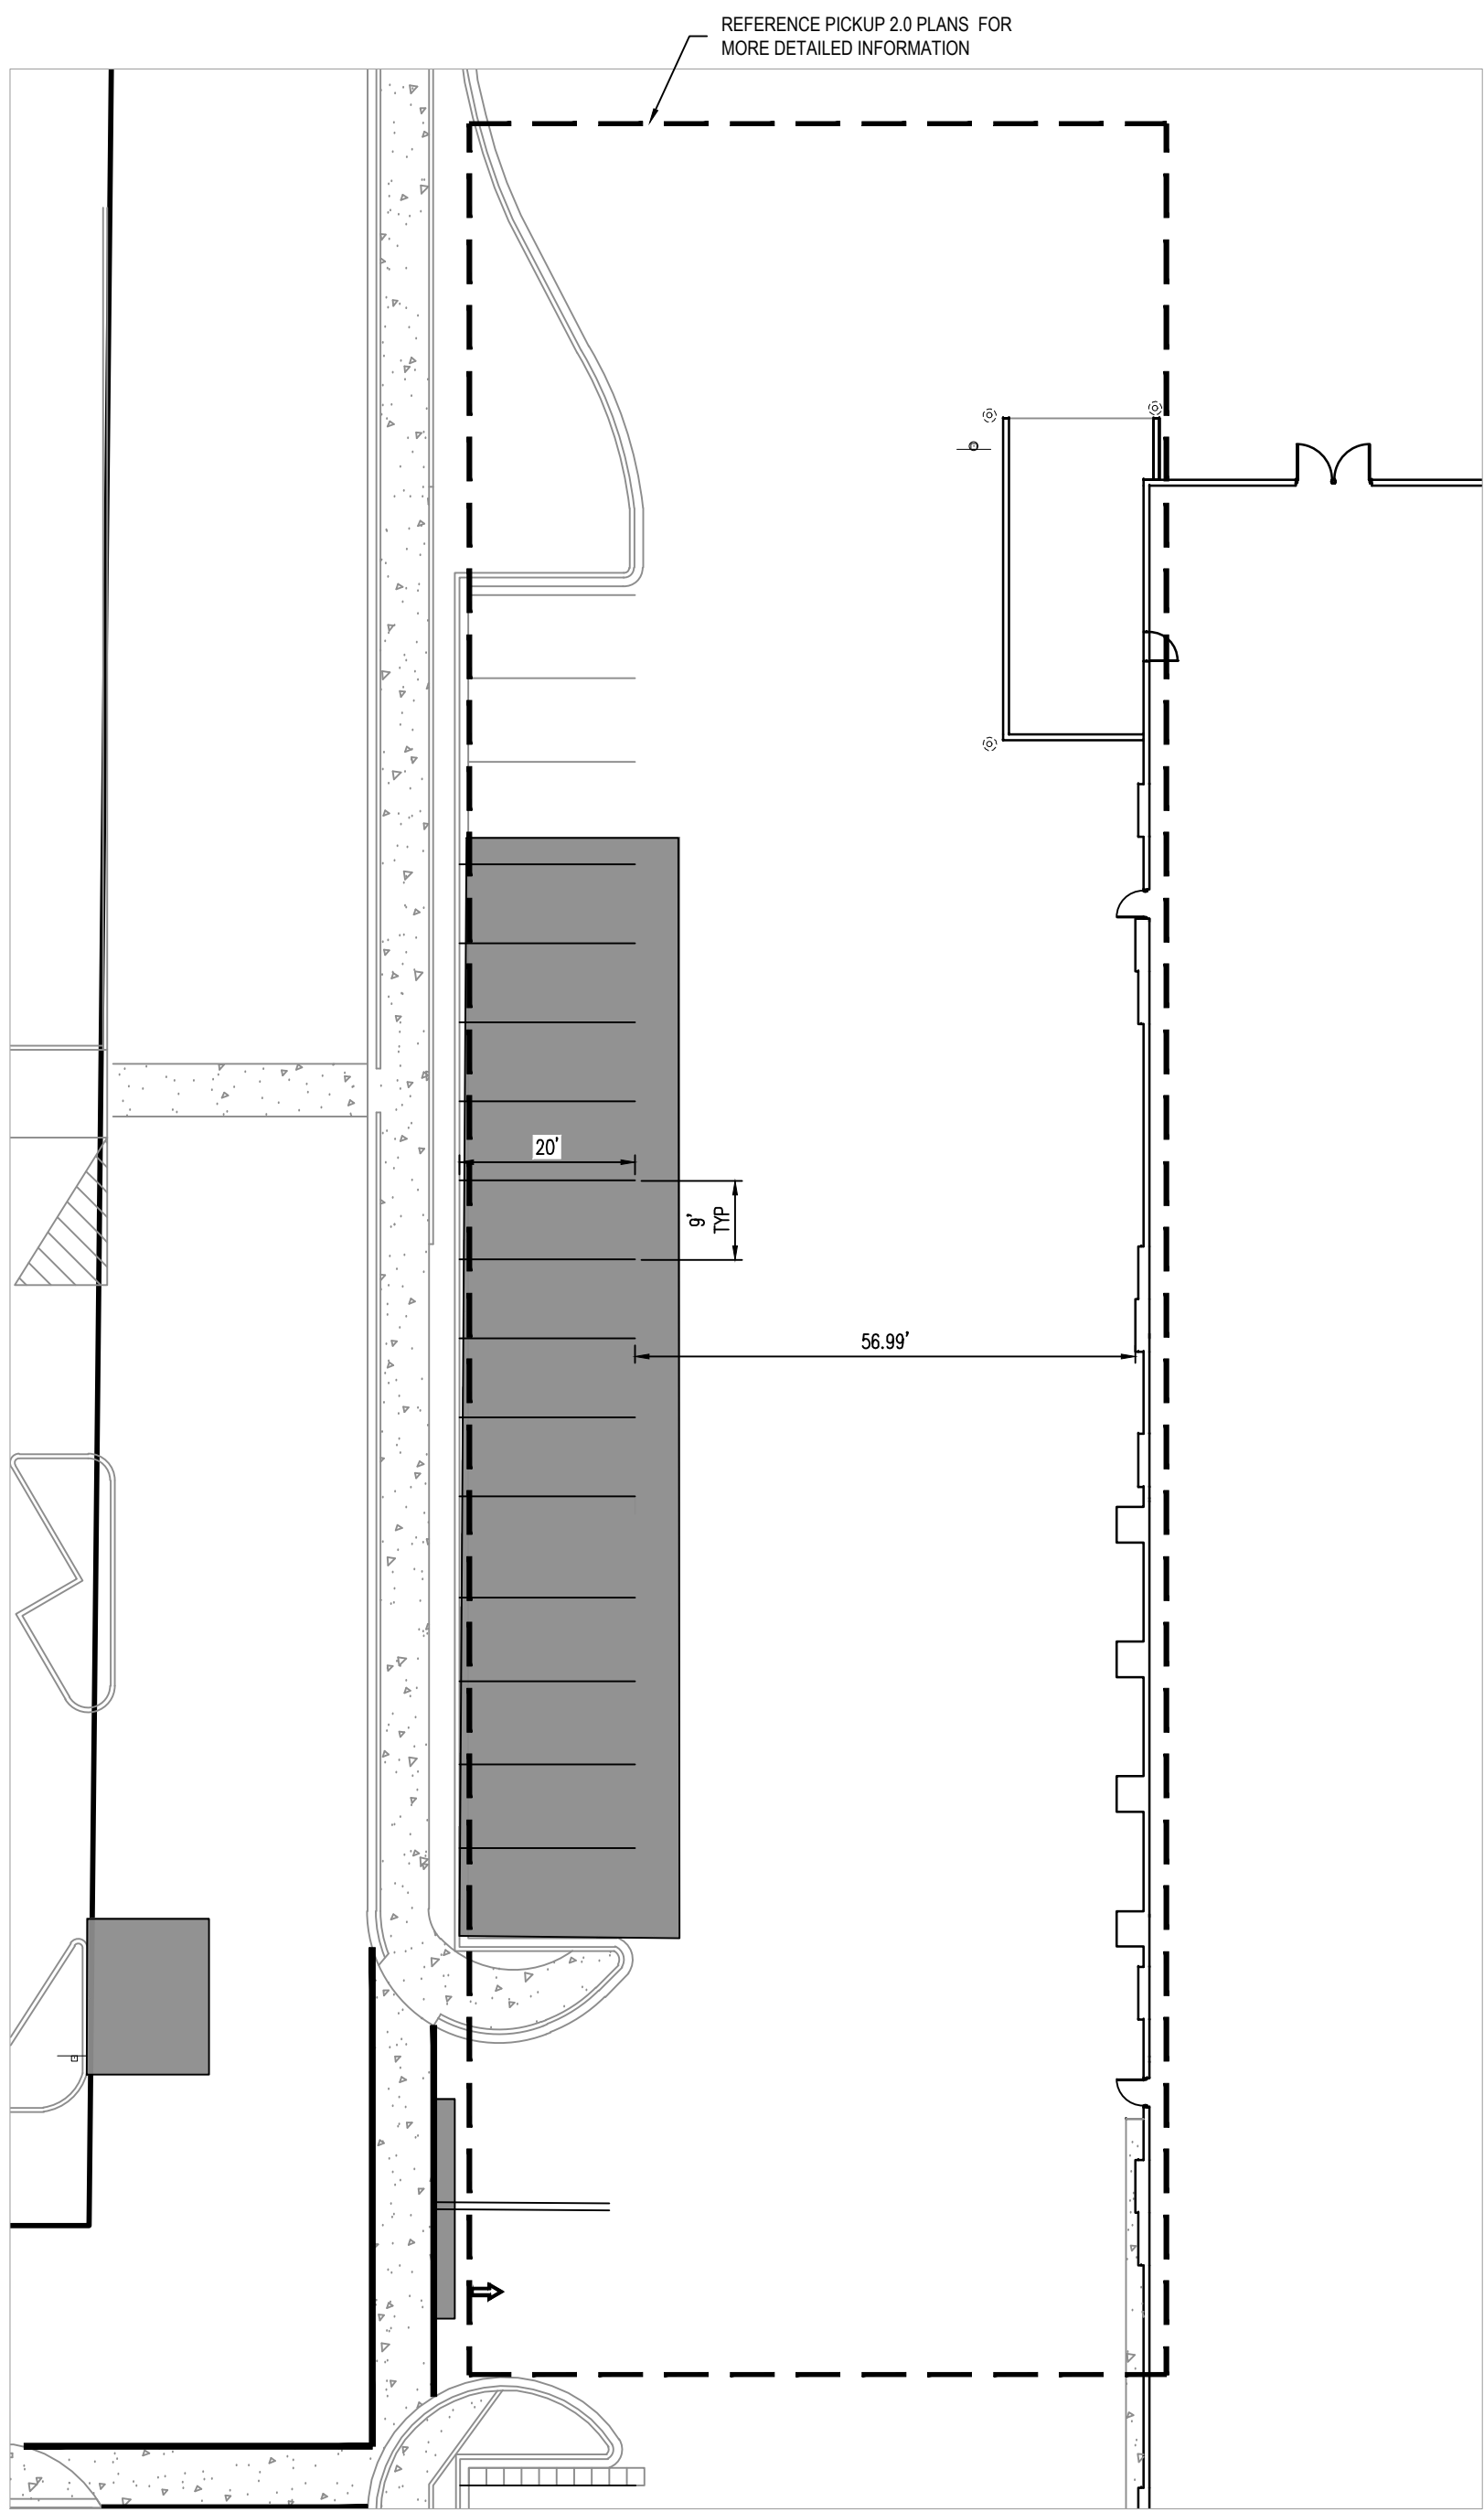 REFERENCE PICKUP 2.0 PLANS FOR
MORE DETAILED INFORMATION
20'
9'
TYP
56.99'